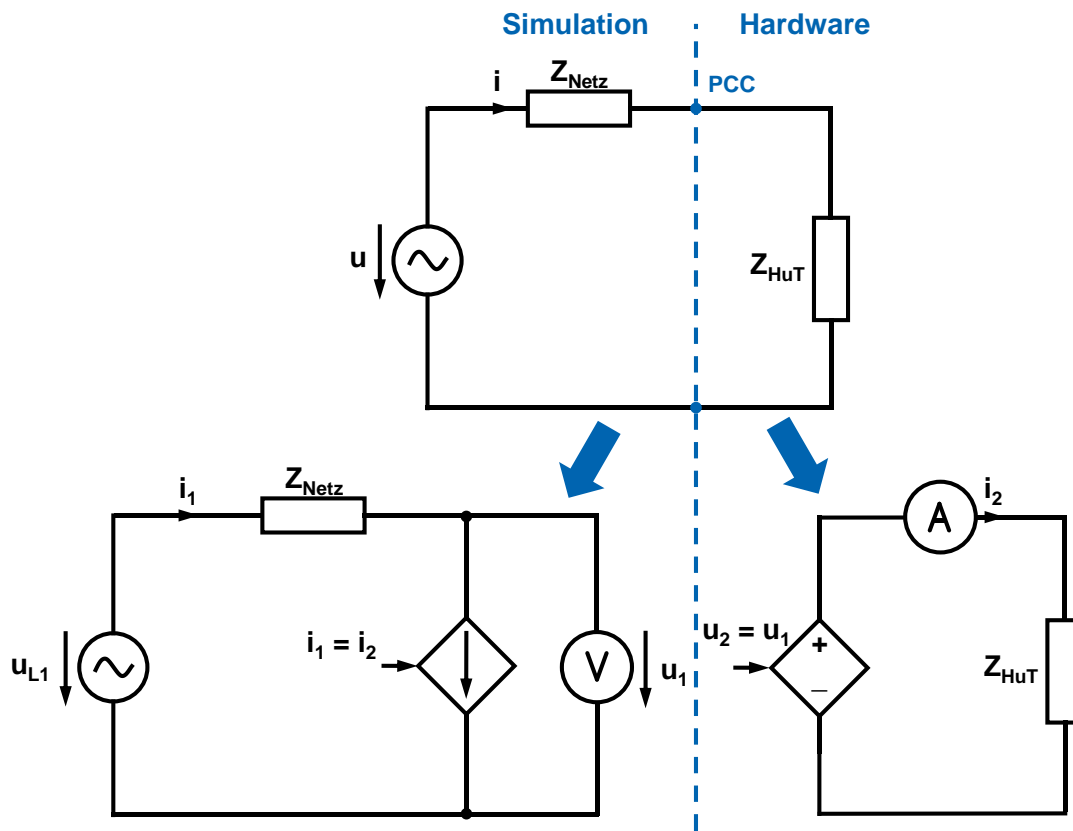 Simulation
Hardware
Z_Netz
i
PCC
u
Z_HuT
i_1
Z_Netz
i_2
A
u_L1
i_1 = i_2
V
u_1
u_2 = u_1
+
−
Z_HuT